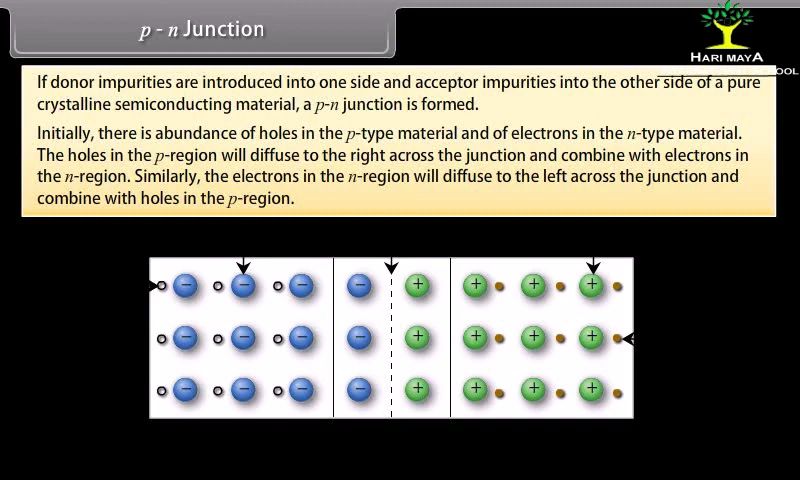 p - n Junction
HARI MAYA
OOL
If donor impurities are introduced into one side and acceptor impurities into the other side of a pure
crystalline semiconducting material, a p-n junction is formed.
Initially, there is abundance of holes in the p-type material and of electrons in the n-type material.
The holes in the p-region will diffuse to the right across the junction and combine with electrons in
the n-region. Similarly, the electrons in the n-region will diffuse to the left across the junction and
combine with holes in the p-region.
− − − − + + + +
− − − − + + + +
− − − − + + + +